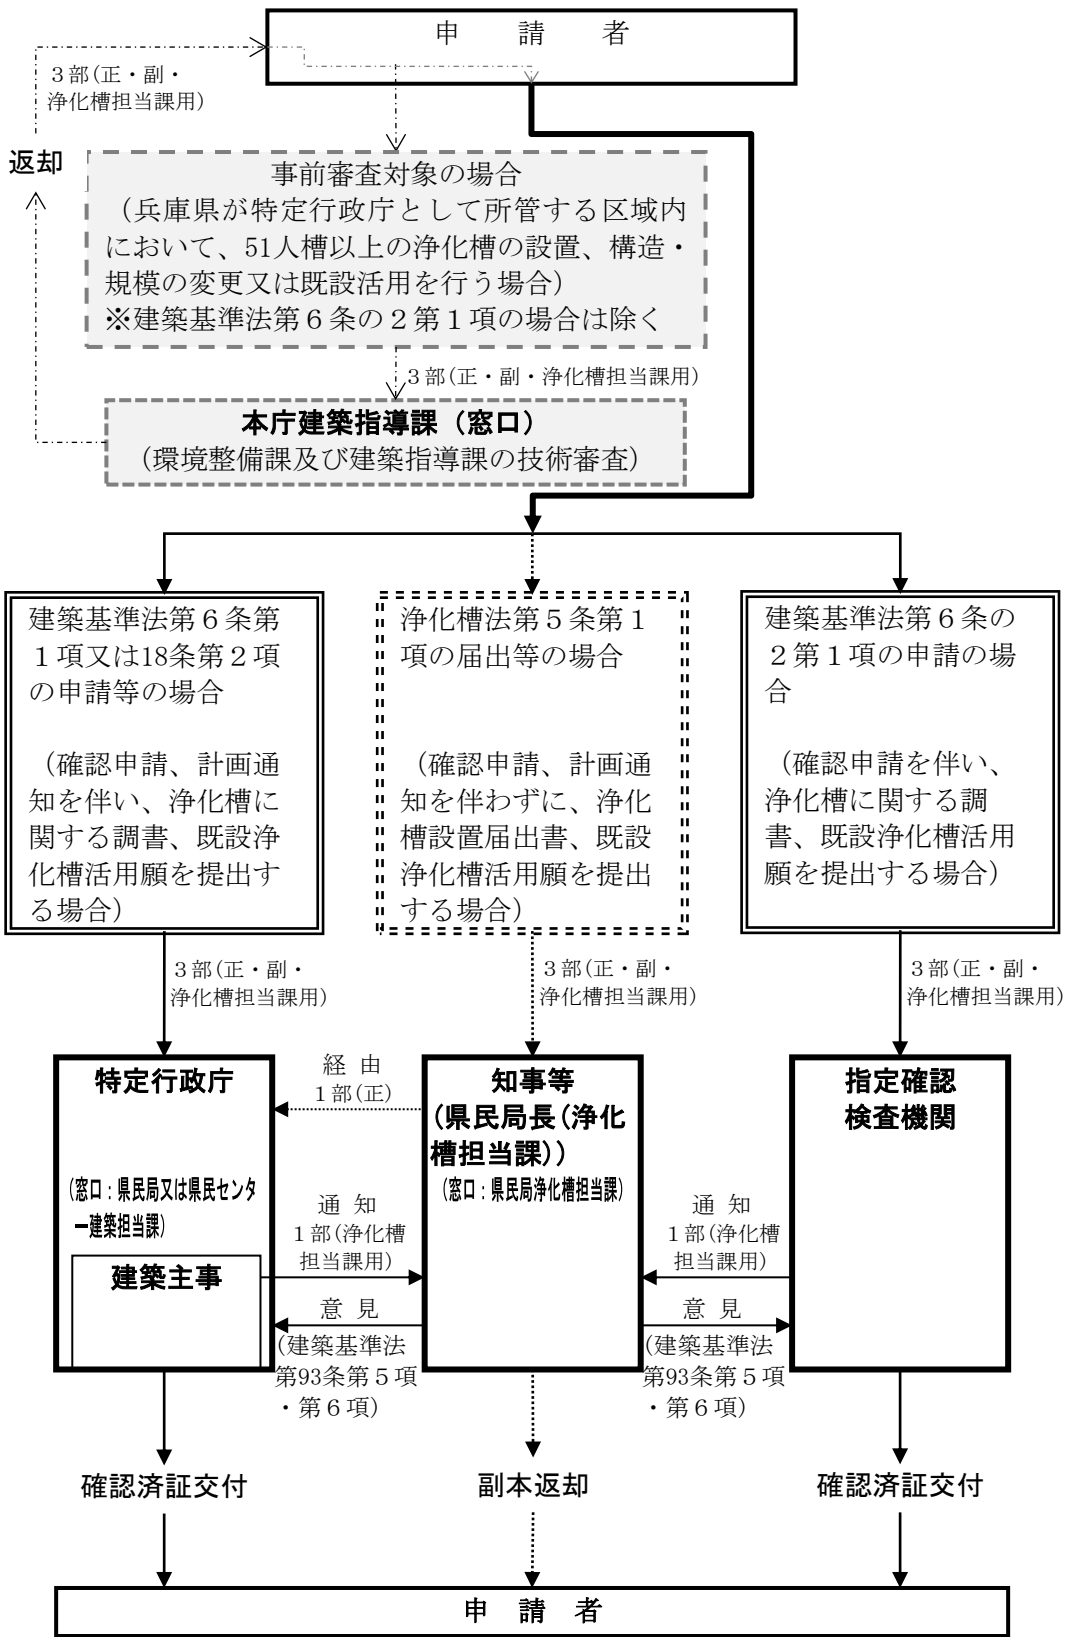 申　請　者
３部(正・副・
浄化槽担当課用)
返却
事前審査対象の場合
（兵庫県が特定行政庁として所管する区域内
において、51人槽以上の浄化槽の設置、構造・
規模の変更又は既設活用を行う場合）
※建築基準法第６条の２第１項の場合は除く
３部(正・副・浄化槽担当課用)
本庁建築指導課（窓口）
（環境整備課及び建築指導課の技術審査）
建築基準法第６条第
１項又は18条第２項
の申請等の場合
（確認申請、計画通
知を伴い、浄化槽に
関する調書、既設浄
化槽活用願を提出す
る場合）
浄化槽法第５条第１
項の届出等の場合
（確認申請、計画通
知を伴わずに、浄化
槽設置届出書、既設
浄化槽活用願を提出
する場合）
建築基準法第６条の
２第１項の申請の場
合
（確認申請を伴い、
浄化槽に関する調
書、既設浄化槽活用
願を提出する場合）
３部(正・副・
浄化槽担当課用)
３部(正・副・
浄化槽担当課用)
３部(正・副・
浄化槽担当課用)
特定行政庁
(窓口：県民局又は県民センタ
ー建築担当課)
建築主事
経 由
１部(正)
通 知
１部(浄化槽
担当課用)
意 見
(建築基準法
第93条第５項
・第６項)
知事等
(県民局長(浄化
槽担当課))
(窓口：県民局浄化槽担当課)
通 知
１部(浄化槽
担当課用)
意 見
(建築基準法
第93条第５項
・第６項)
指定確認
検査機関
確認済証交付
副本返却
確認済証交付
申　請　者